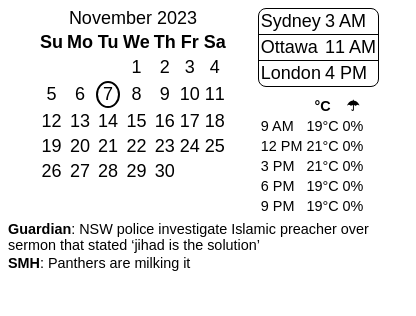 November 2023
Su Mo Tu We Th Fr Sa
1 2 3 4
5 6 7 8 9 10 11
12 13 14 15 16 17 18
19 20 21 22 23 24 25
26 27 28 29 30
Sydney 3 AM
Ottawa 11 AM
London 4 PM
°C ☂
9 AM 19°C 0%
12 PM 21°C 0%
3 PM 21°C 0%
6 PM 19°C 0%
9 PM 19°C 0%
Guardian: NSW police investigate Islamic preacher over
sermon that stated ‘jihad is the solution’
SMH: Panthers are milking it